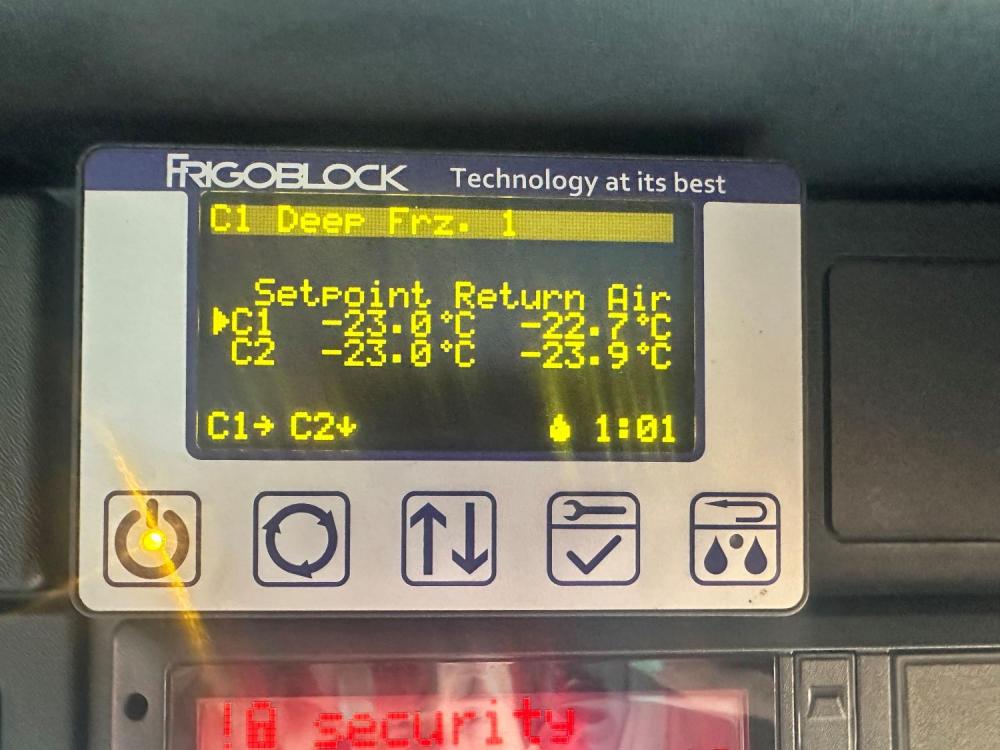 FRIGOBLOCK Technology at its best
C1 Deep Frz. 1
Setpoint Return Air
C1 -23.0°C -22.7°C
C2 -23.0°C -23.9°C
C1→ C2↓ 1:01
! security